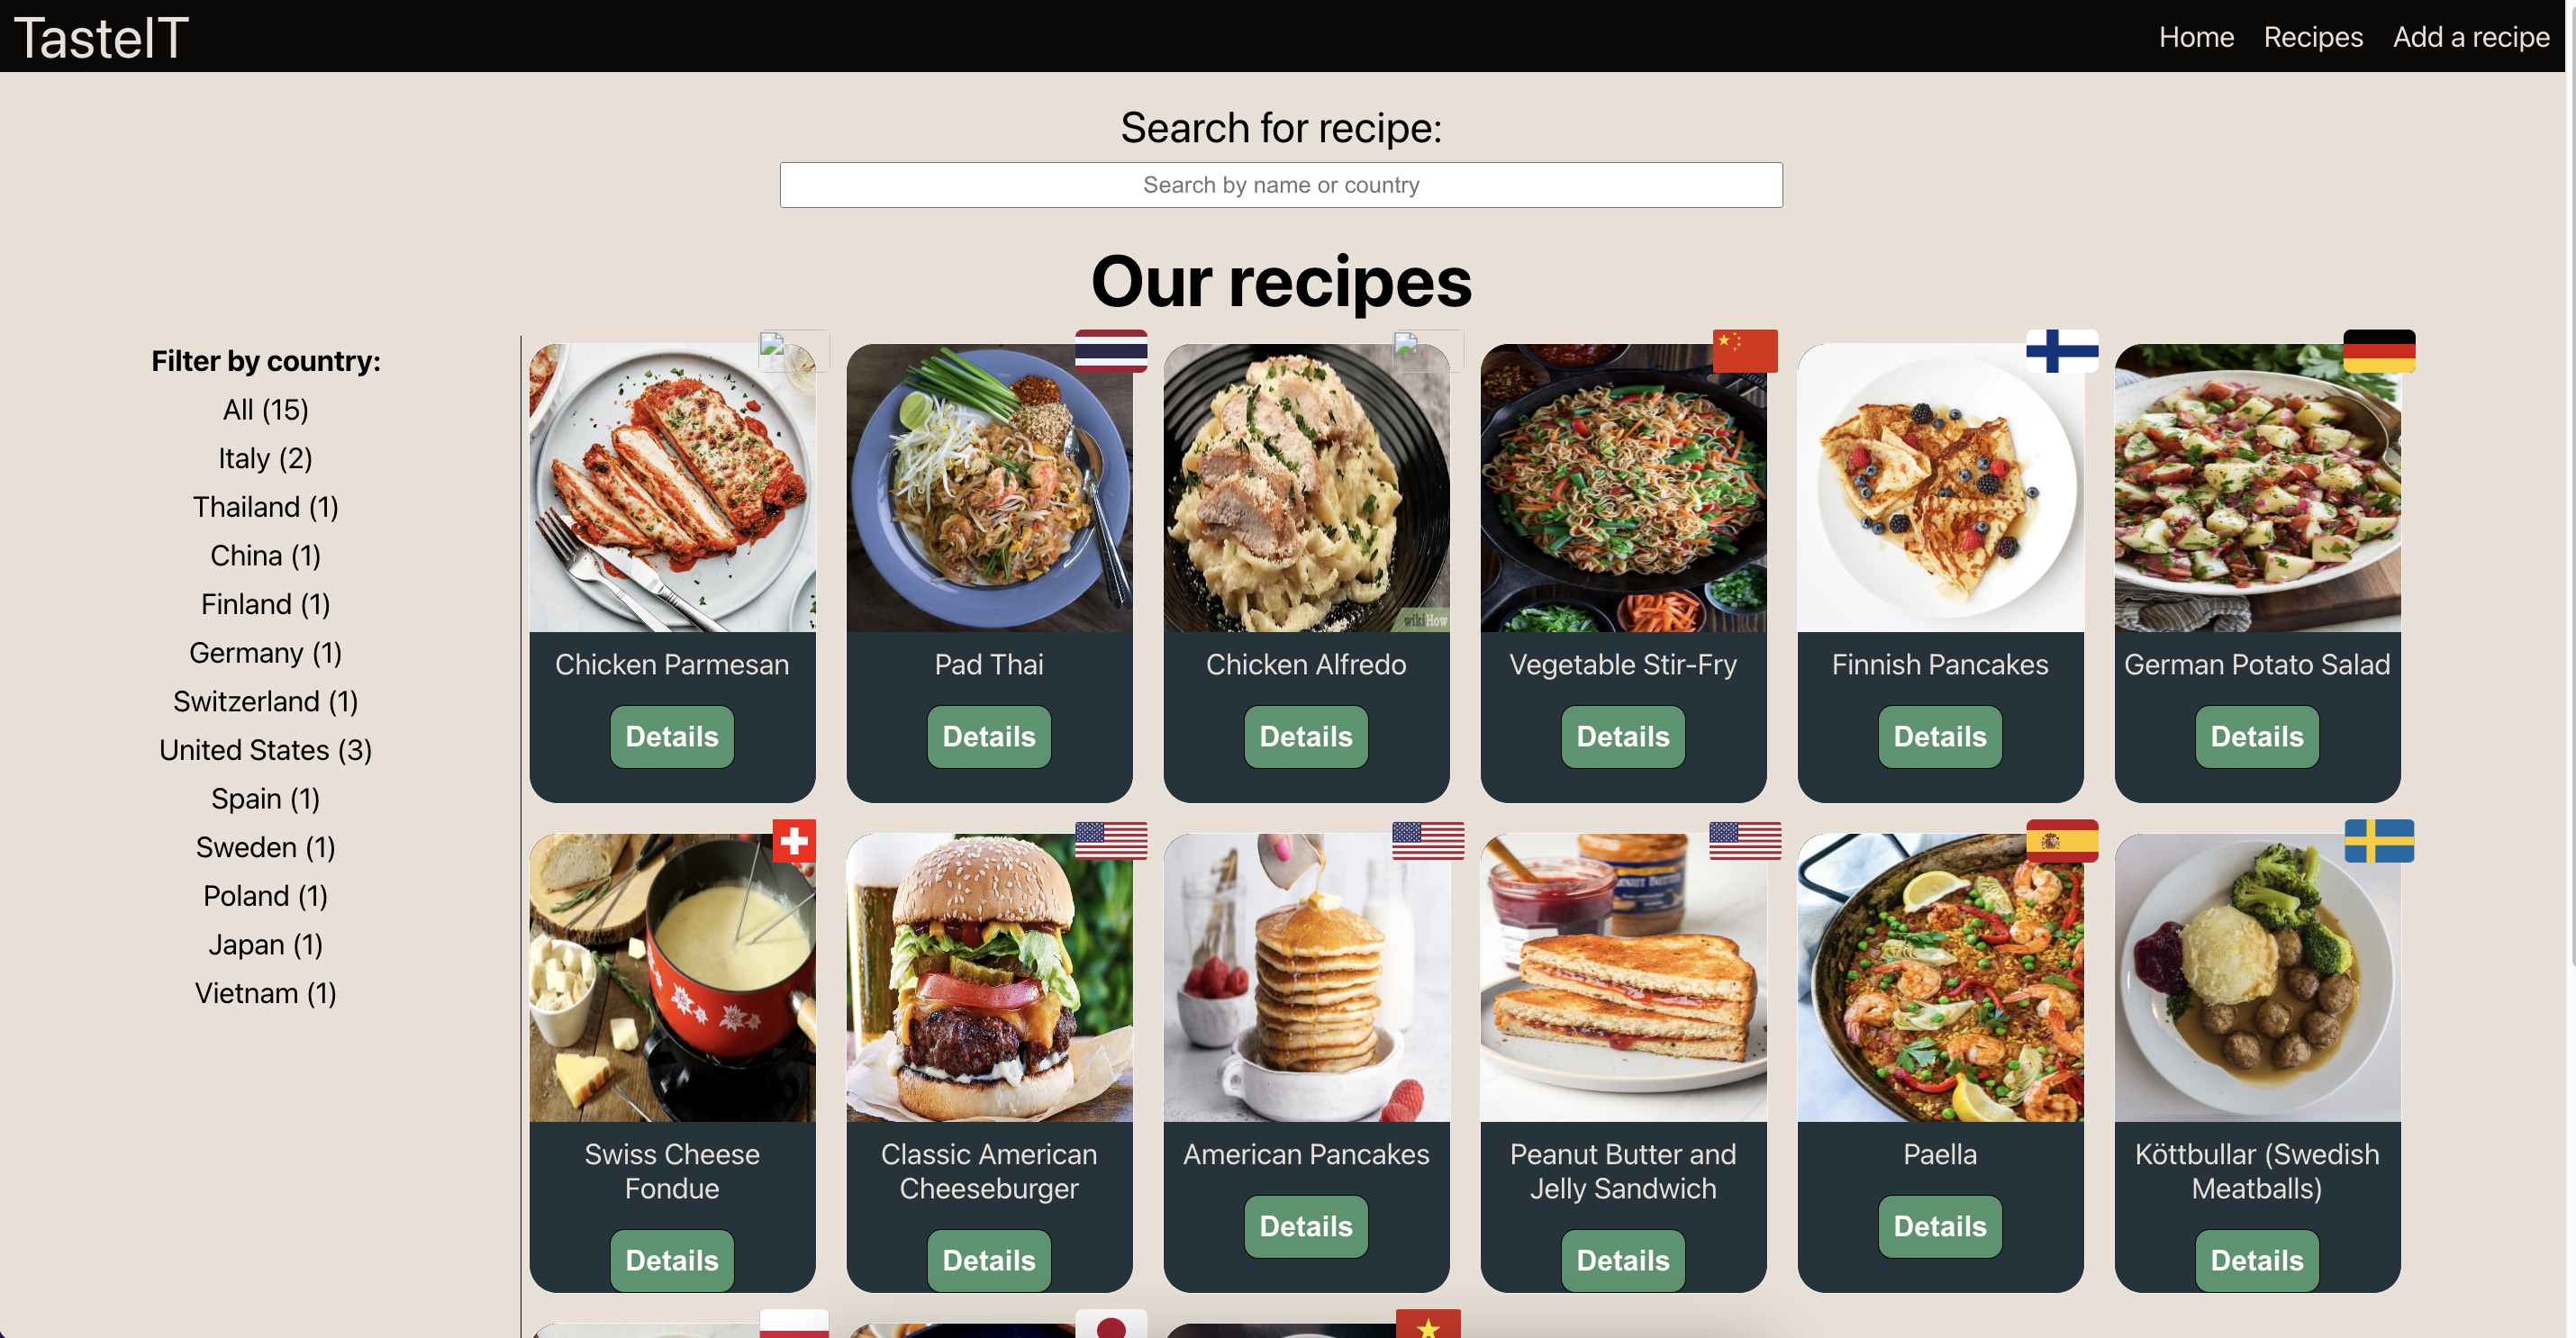 TasteIT
Home
Recipes
Add a recipe
Search for recipe:
Search by name or country
Our recipes
Filter by country:
All (15)
Italy (2)
Thailand (1)
China (1)
Finland (1)
Germany (1)
Switzerland (1)
United States (3)
Spain (1)
Sweden (1)
Poland (1)
Japan (1)
Vietnam (1)
wikiHow
Chicken Parmesan
Details
Pad Thai
Details
Chicken Alfredo
Details
Vegetable Stir-Fry
Details
Finnish Pancakes
Details
German Potato Salad
Details
Swiss Cheese
Fondue
Details
Classic American
Cheeseburger
Details
American Pancakes
Details
Peanut Butter and
Jelly Sandwich
Details
Paella
Details
Köttbullar (Swedish
Meatballs)
Details